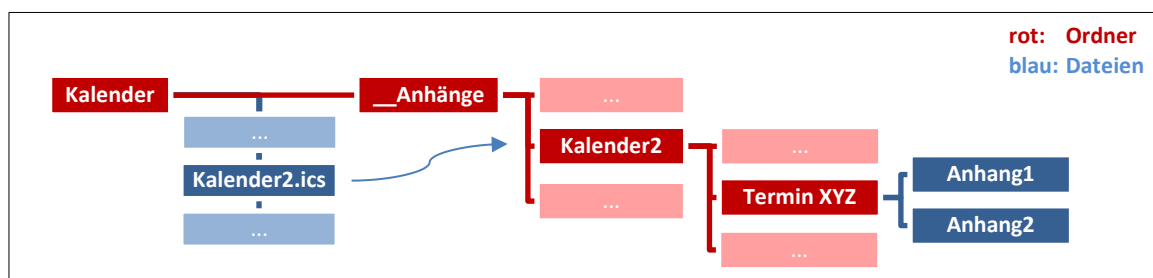 rot: Ordner
blau: Dateien
Kalender
__Anhänge
...
...
Kalender2
...
Kalender2.ics
Anhang1
...
Termin XYZ
...
Anhang2
...